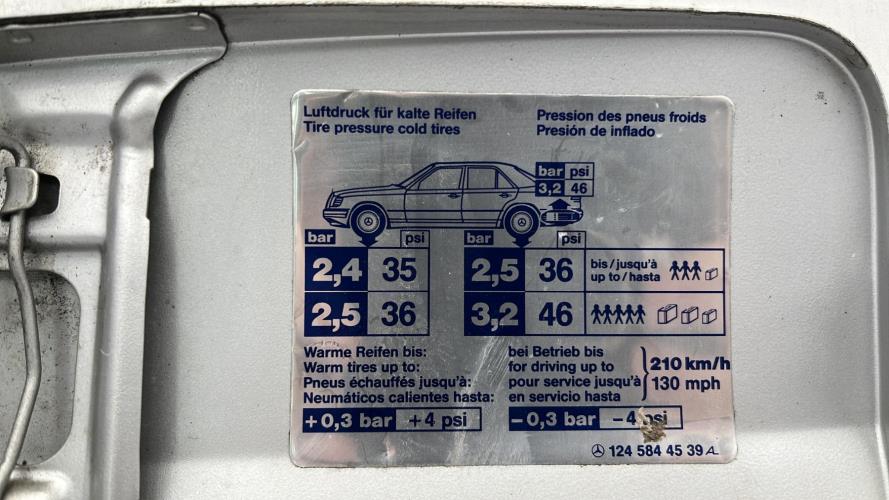 Luftdruck für kalte Reifen
Tire pressure cold tires
Pression des pneus froids
Presión de inflado
bar psi
3,2 46
bar psi bar psi
2,4 35 2,5 36 bis/jusqu'à
up to/hasta
2,5 36 3,2 46
Warme Reifen bis:
Warm tires up to:
Pneus échauffés jusqu'à:
Neumáticos calientes hasta:
+0,3 bar +4 psi
bei Betrieb bis
for driving up to
pour service jusqu'à
en servicio hasta
210 km/h
130 mph
-0,3 bar -4 psi
124 584 45 39 A